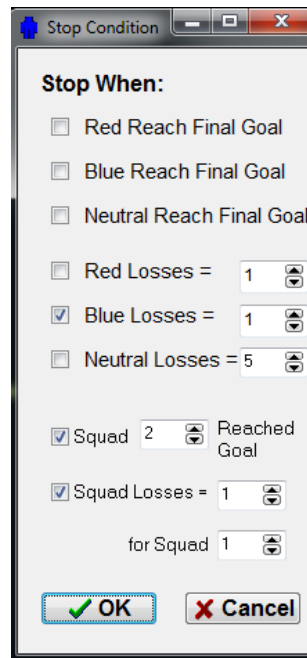 Stop Condition
Stop When:
Red Reach Final Goal
Blue Reach Final Goal
Neutral Reach Final Goal
Red Losses = 1
Blue Losses = 1
Neutral Losses = 5
Squad 2 Reached
Goal
Squad Losses = 1
for Squad 1
OK Cancel